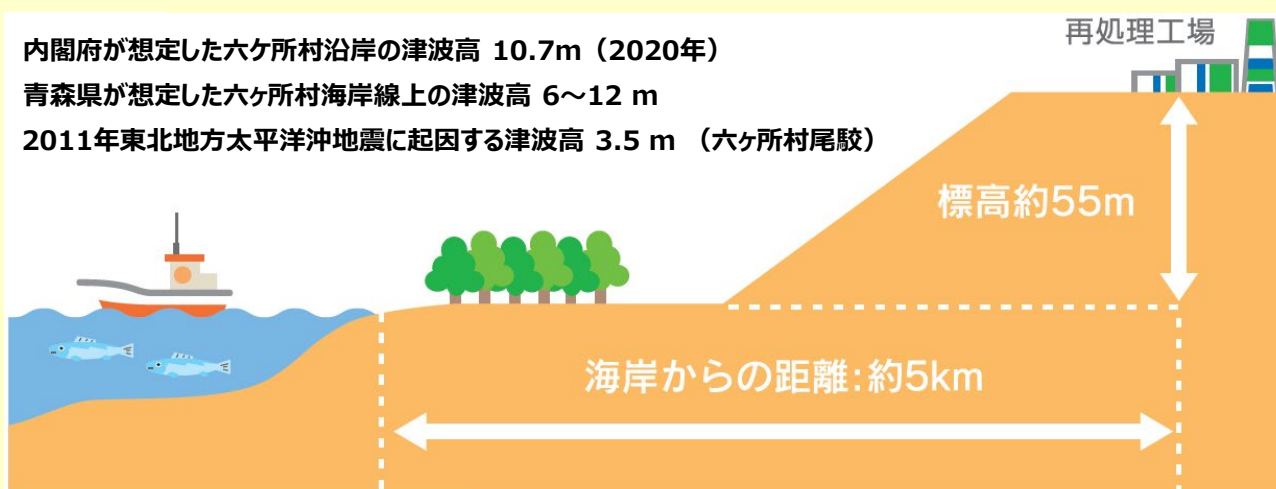 内閣府が想定した六ケ所村沿岸の津波高 10.7m（2020年）
青森県が想定した六ヶ所村海岸線上の津波高 6～12 m
2011年東北地方太平洋沖地震に起因する津波高 3.5 m （六ヶ所村尾駮）
再処理工場
標高約55m
海岸からの距離:約5km